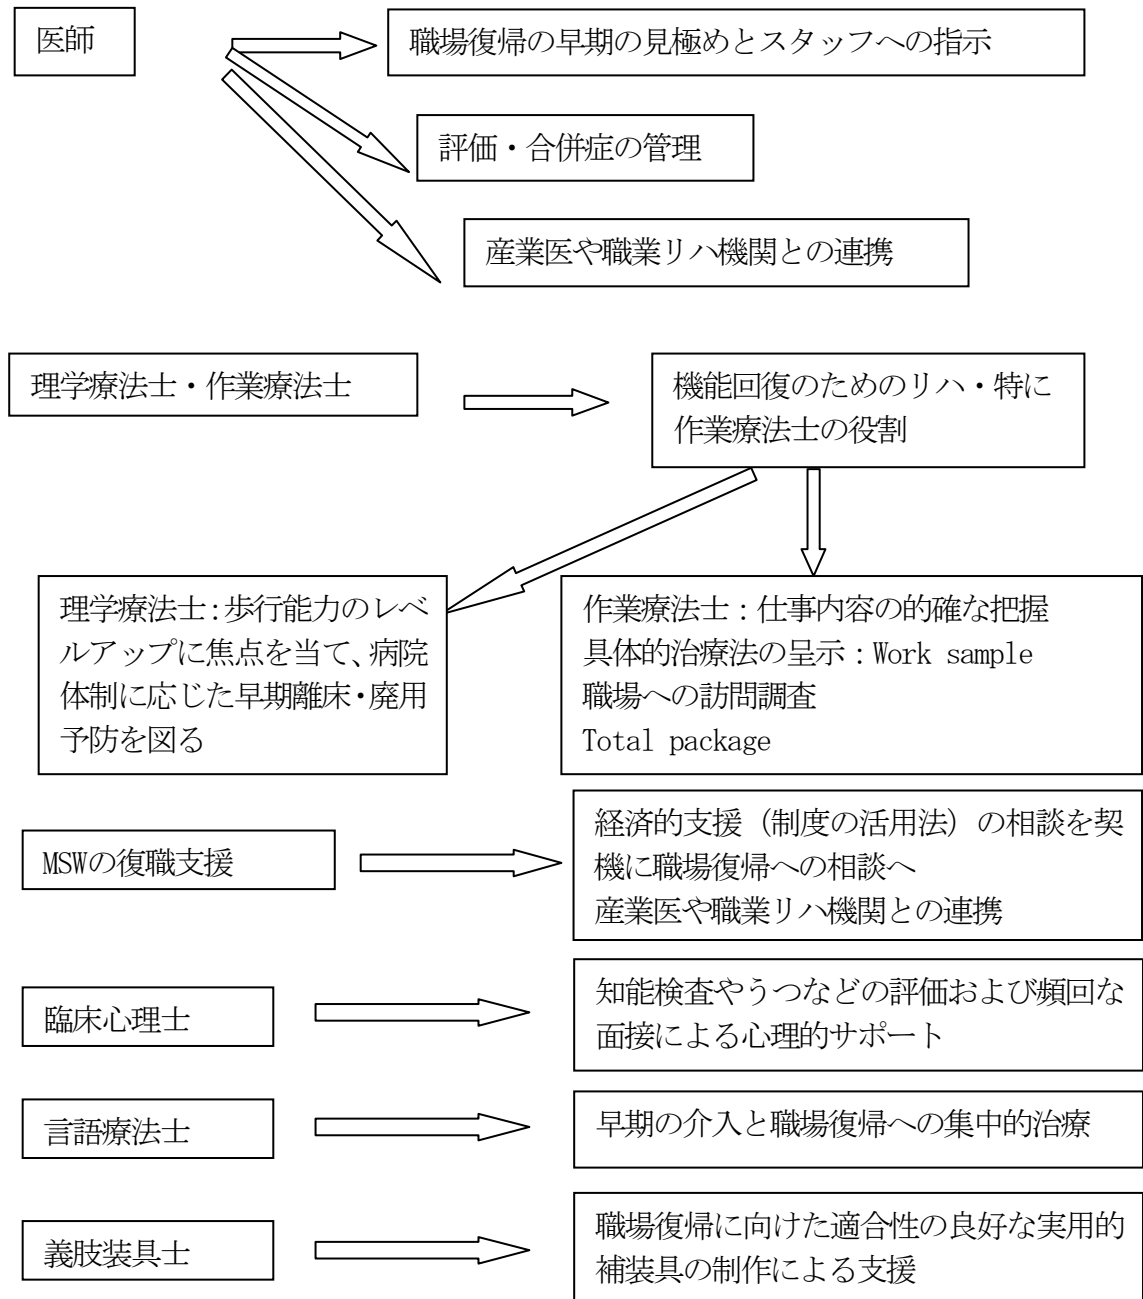 医師
職場復帰の早期の見極めとスタッフへの指示
評価・合併症の管理
産業医や職業リハ機関との連携
理学療法士・作業療法士
機能回復のためのリハ・特に
作業療法士の役割
理学療法士：歩行能力のレベ
ルアップに焦点を当て、病院
体制に応じた早期離床・廃用
予防を図る
作業療法士：仕事内容の的確な把握
具体的治療法の呈示：Work sample
職場への訪問調査
Total package
MSWの復職支援
経済的支援（制度の活用法）の相談を契
機に職場復帰への相談へ
産業医や職業リハ機関との連携
臨床心理士
知能検査やうつなどの評価および頻回な
面接による心理的サポート
言語療法士
早期の介入と職場復帰への集中的治療
義肢装具士
職場復帰に向けた適合性の良好な実用的
補装具の制作による支援